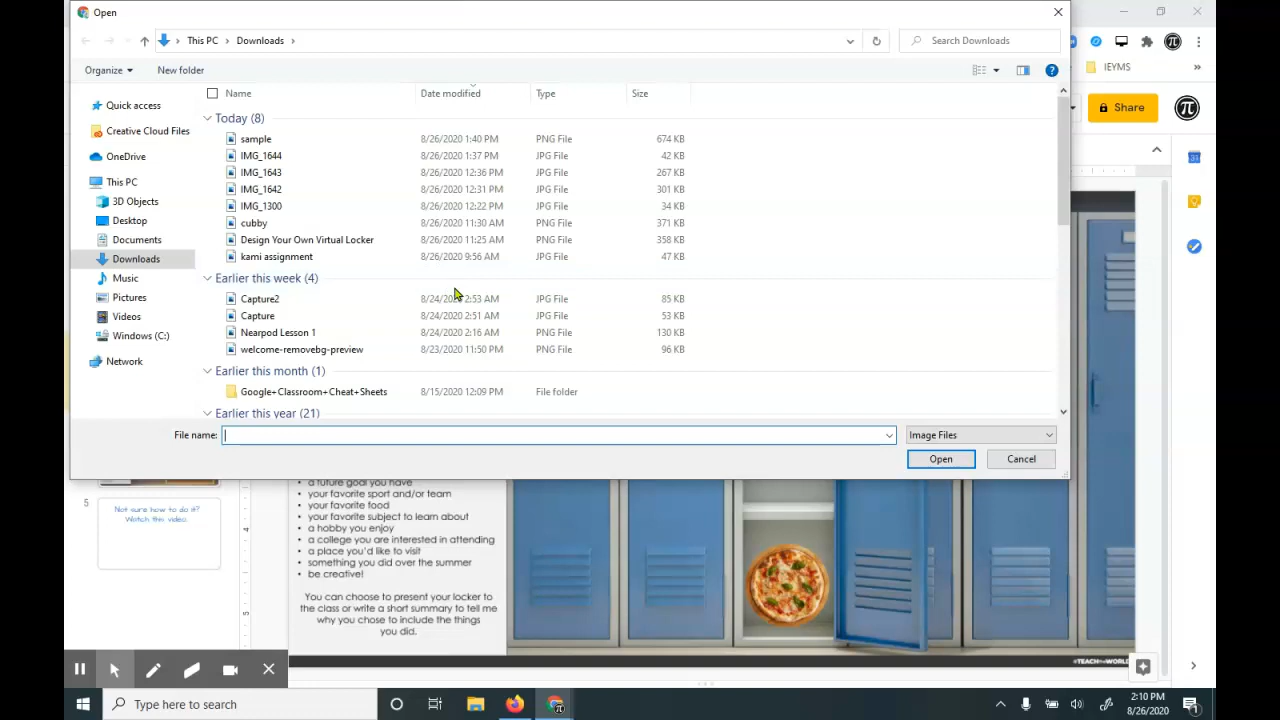 Open
This PC > Downloads >
Search Downloads
IEYMS
Organize
New folder
Share
Name Date modified Type Size
Quick access
Creative Cloud Files
OneDrive
This PC
3D Objects
Desktop
Documents
Downloads
Music
Pictures
Videos
Windows (C:)
Network
Today (8)
sample 8/26/2020 1:40 PM PNG File 674 KB
IMG_1644 8/26/2020 1:37 PM JPG File 42 KB
IMG_1643 8/26/2020 12:36 PM JPG File 267 KB
IMG_1642 8/26/2020 12:31 PM JPG File 301 KB
IMG_1300 8/26/2020 12:22 PM JPG File 34 KB
cubby 8/26/2020 11:30 AM PNG File 371 KB
Design Your Own Virtual Locker 8/26/2020 11:25 AM PNG File 358 KB
kami assignment 8/26/2020 9:56 AM JPG File 47 KB
Earlier this week (4)
Capture2 8/24/20 2:53 AM JPG File 85 KB
Capture 8/24/2020 2:51 AM JPG File 53 KB
Nearpod Lesson 1 8/24/2020 2:16 AM PNG File 130 KB
welcome-removebg-preview 8/23/2020 11:50 PM PNG File 96 KB
Earlier this month (1)
Google+Classroom+Cheat+Sheets 8/15/2020 12:09 PM File folder
Earlier this year (21)
File name:
Image Files
Open
Cancel
5
Not sure how to do it?
Watch this video.
4
5
a future goal you have
• your favorite sport and/or team
• your favorite food
• your favorite subject to learn about
• a hobby you enjoy
• a college you are interested in attending
• a place you'd like to visit
• something you did over the summer
• be creative!
You can choose to present your locker to
the class or write a short summary to tell me
why you chose to include the things
you did.
#TEACHtheWORLD
Type here to search
2:10 PM
8/26/2020
1